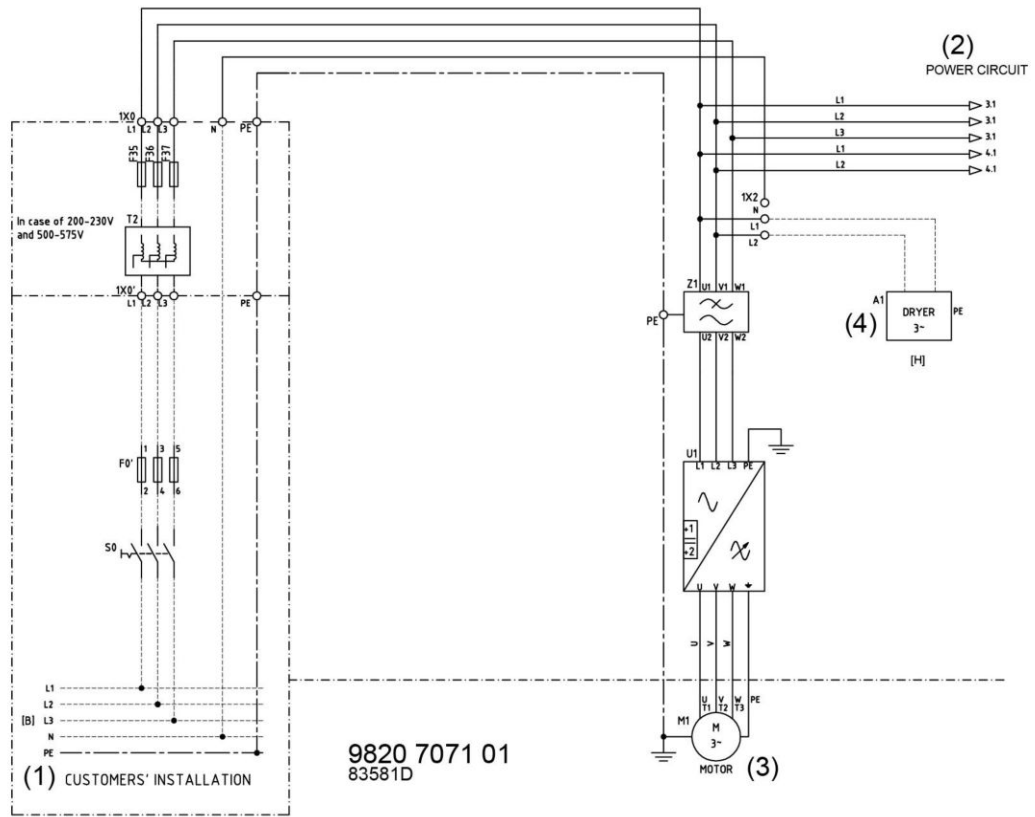 (2)
POWER CIRCUIT
L1
3.1
L2
3.1
L3
3.1
L1
4.1
L2
4.1
1X0
L1 L2 L3
N
PE
F35
F36
F37
In case of 200-230V
and 500-575V
T2
1X0'
L1 L2 L3
PE
1X2
N
L1
L2
Z1
U1 V1 W1
PE
U2 V2 W2
A1
DRYER
3~
PE
(4)
[H]
F0'
1 3 5
2 4 6
S0
U1
L1 L2 L3 PE
+1
+2
U V W
U
V
W
L1
L2
[B] L3
N
PE
(1) CUSTOMERS' INSTALLATION
9820 7071 01
83581D
U V W PE
T1 T2 T3
M1
M
3~
MOTOR
(3)